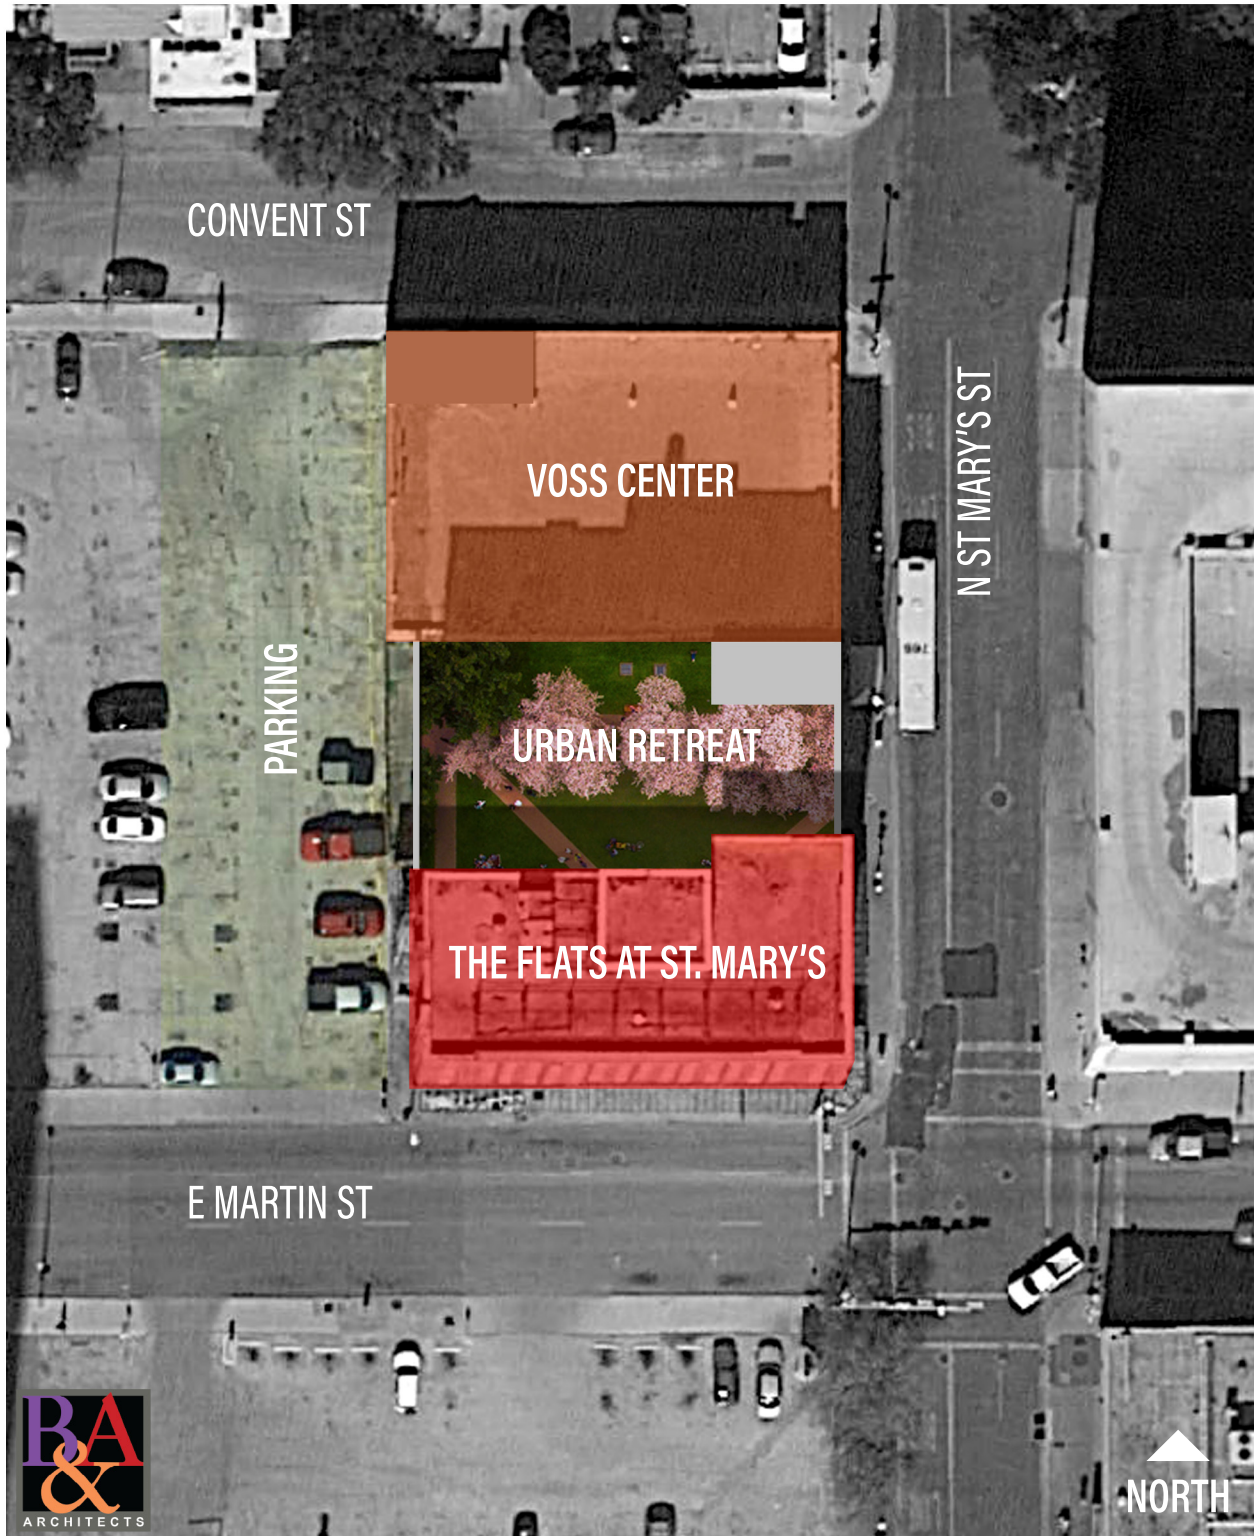 CONVENT ST
N ST MARY'S ST
VOSS CENTER
PARKING
URBAN RETREAT
THE FLATS AT ST. MARY'S
E MARTIN ST
B&A
ARCHITECTS
NORTH